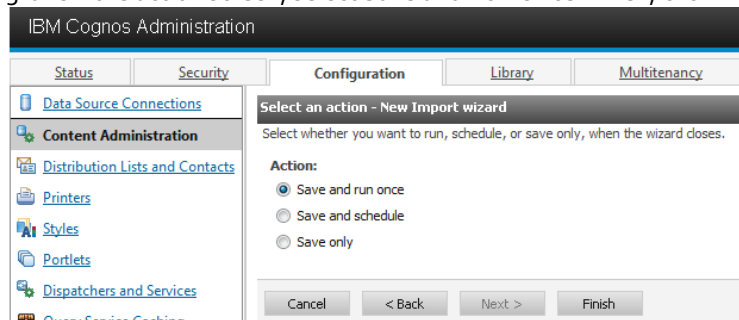 IBM Cognos Administration
Status Security Configuration Library Multitenancy
Data Source Connections
Content Administration
Distribution Lists and Contacts
Printers
Styles
Portlets
Dispatchers and Services
Select an action - New Import wizard
Select whether you want to run, schedule, or save only, when the wizard closes.
Action:
Save and run once
Save and schedule
Save only
Cancel < Back Next > Finish